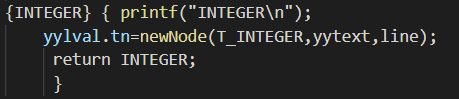 {INTEGER} { printf("INTEGER\n");
yylval.tn=newNode(T_INTEGER,yytext,line);
return INTEGER;
}